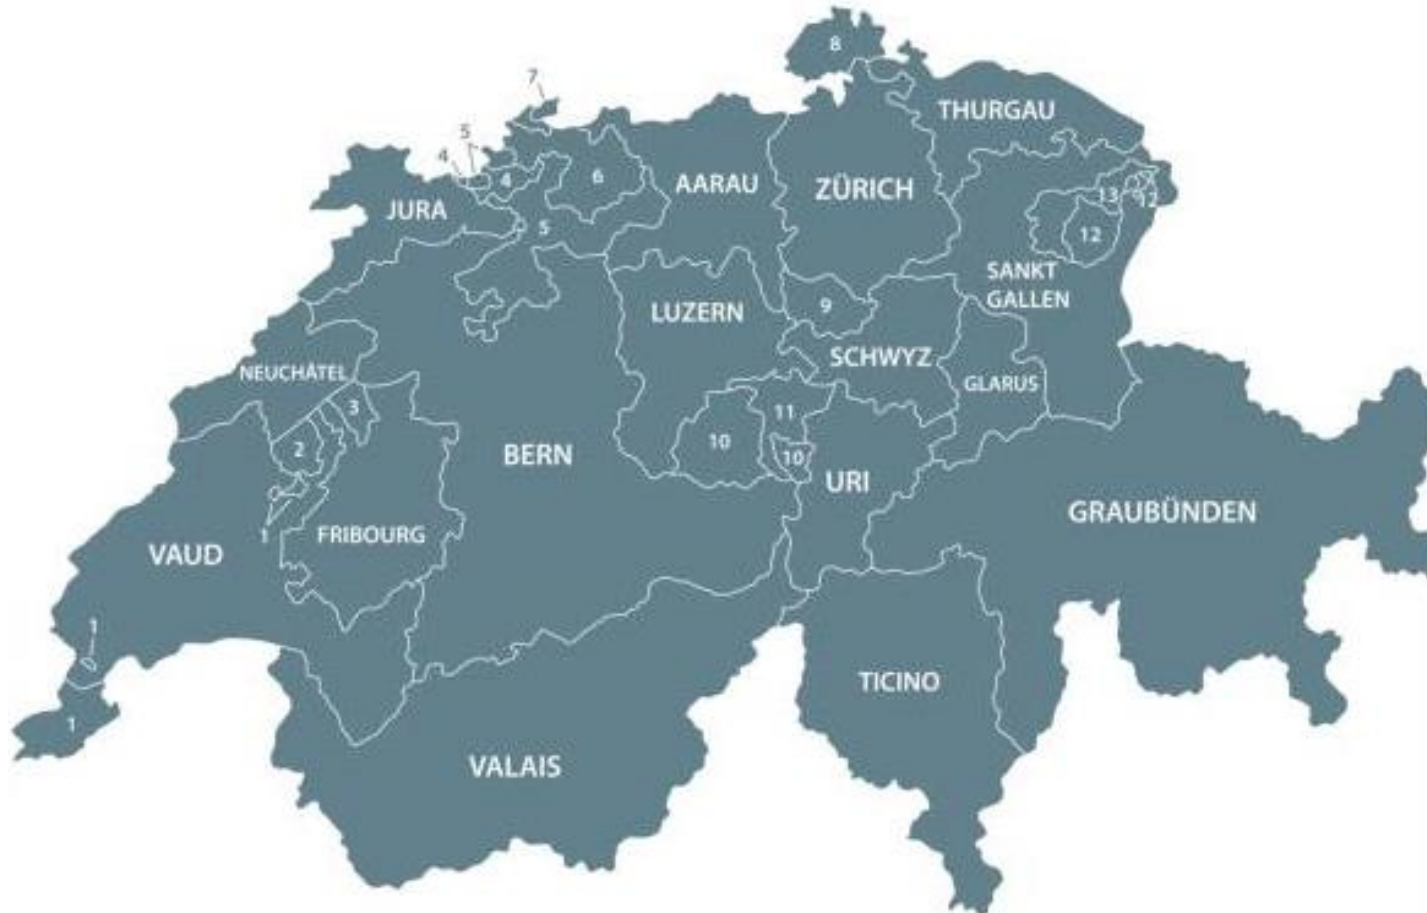 8
7
THURGAU
5
4
4
6
AARAU
ZÜRICH
13
12
JURA
5
12
SANKT
GALLEN
9
LUZERN
SCHWYZ
NEUCHÂTEL
GLARUS
3
11
2
10
10
BERN
URI
GRAUBÜNDEN
1
FRIBOURG
VAUD
1
TICINO
1
VALAIS